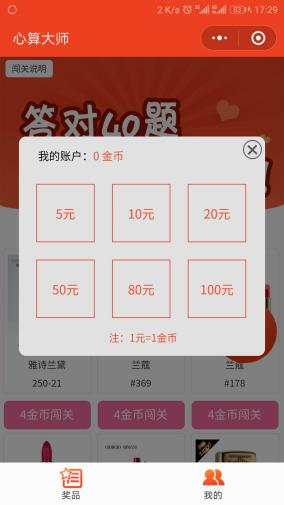 2 K/s 83 17:29
心算大师
闯关说明
答对40题
我的账户：0 金币
5元 10元 20元
50元 80元 100元
注：1元=1金币
雅诗兰黛 兰蔻 兰蔻
250-21 #369 #178
4金币闯关 4金币闯关 4金币闯关
GIORGIO ARMANI
奖品 我的